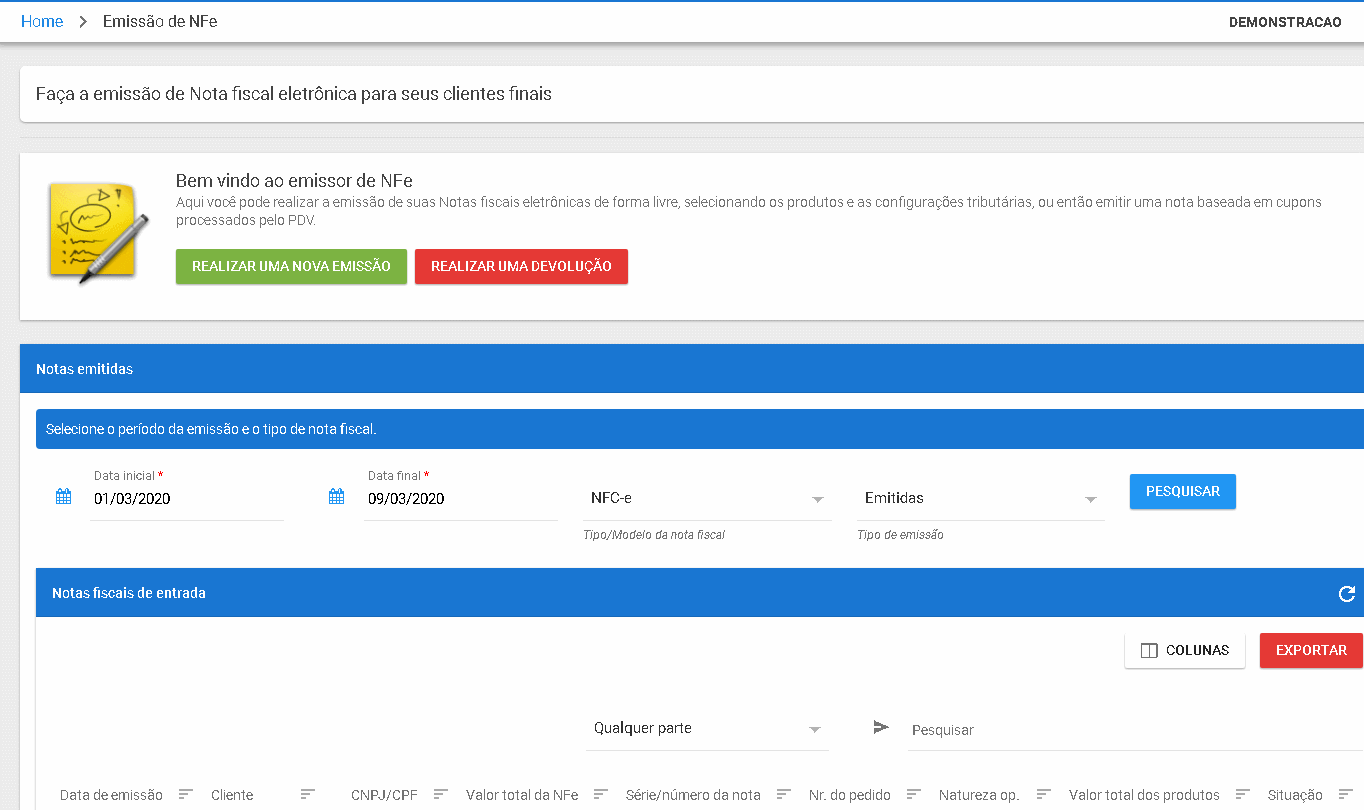 Home > Emissão de NFe DEMONSTRACAO
Faça a emissão de Nota fiscal eletrônica para seus clientes finais
Bem vindo ao emissor de NFe
Aqui você pode realizar a emissão de suas Notas fiscais eletrônicas de forma livre, selecionando os produtos e as configurações tributárias, ou então emitir uma nota baseada em cupons
processados pelo PDV.
REALIZAR UMA NOVA EMISSÃO REALIZAR UMA DEVOLUÇÃO
Notas emitidas
Selecione o período da emissão e o tipo de nota fiscal.
Data inicial * Data final *
01/03/2020 09/03/2020 NFC-e Emitidas PESQUISAR
Tipo/Modelo da nota fiscal Tipo de emissão
Notas fiscais de entrada
COLUNAS EXPORTAR
Qualquer parte Pesquisar
Data de emissão Cliente CNPJ/CPF Valor total da NFe Série/número da nota Nr. do pedido Natureza op. Valor total dos produtos Situação